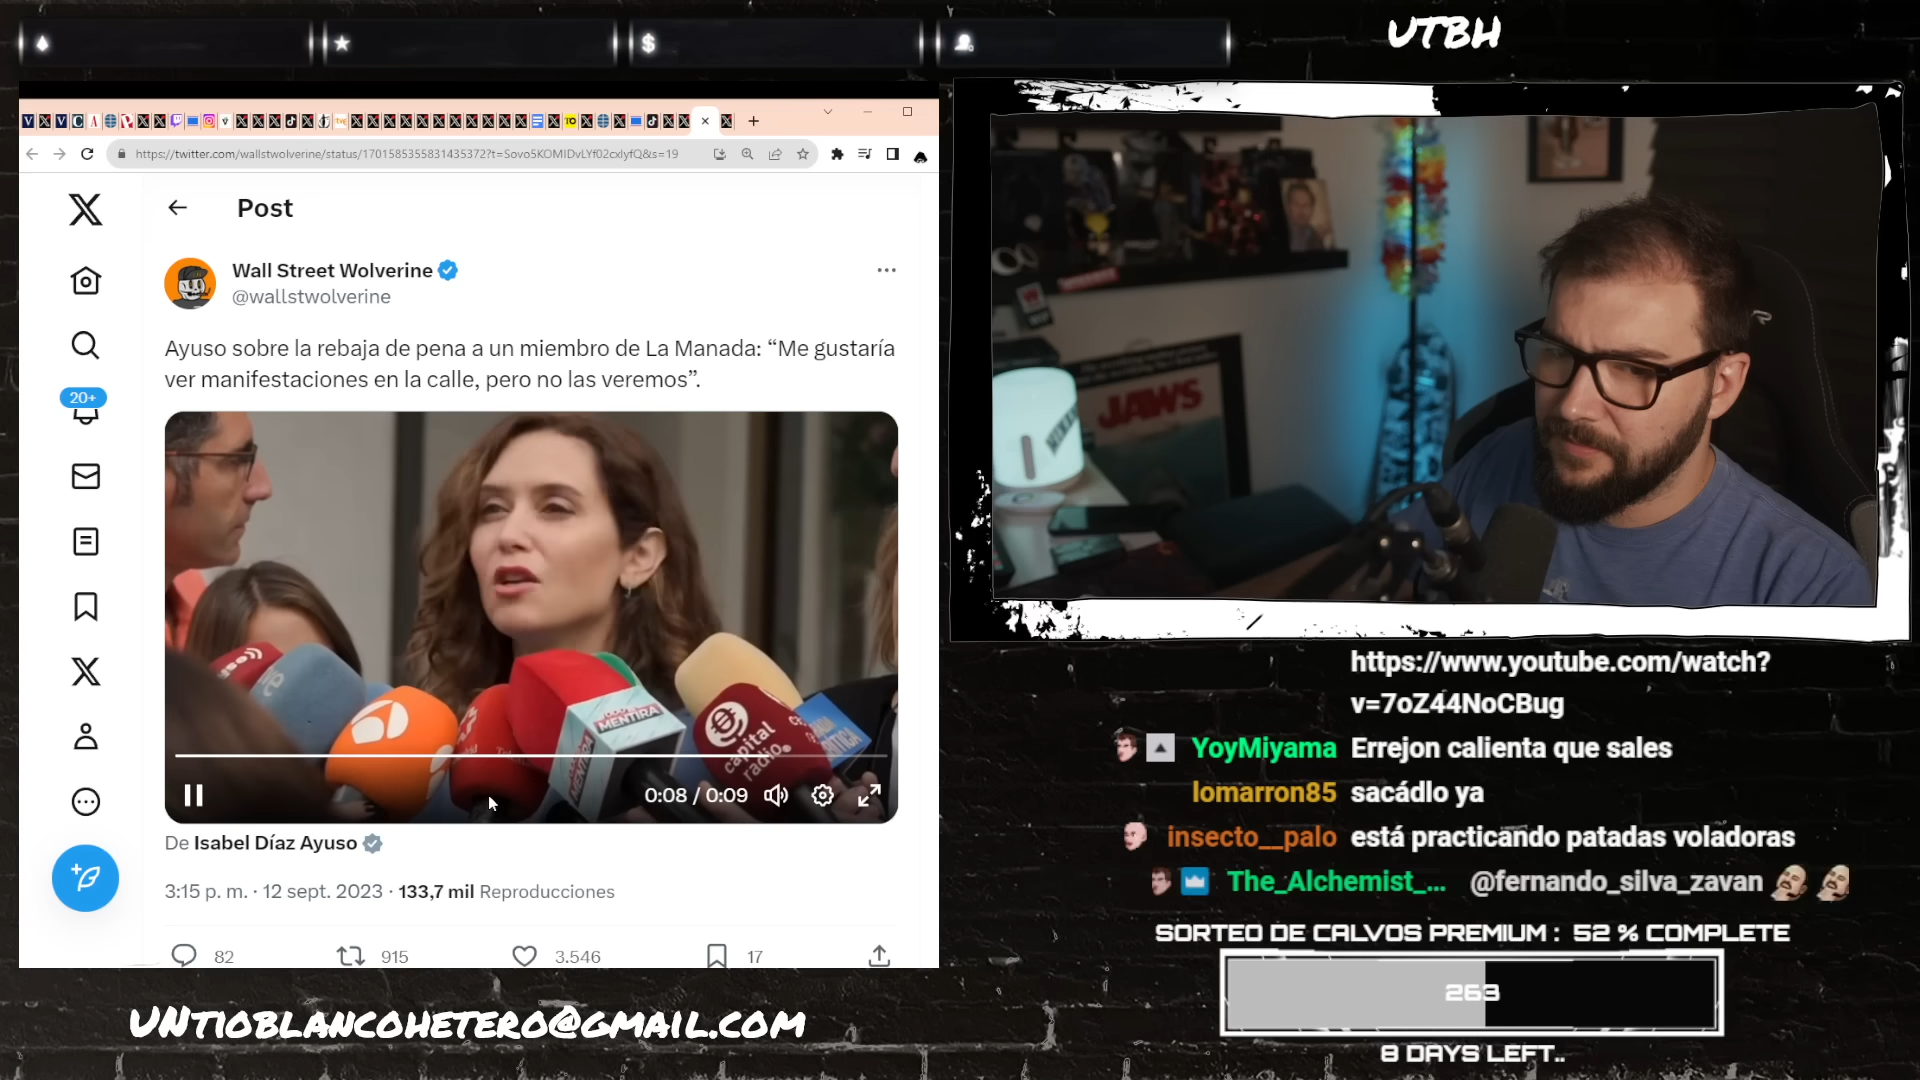 UTBH
https://twitter.com/wallstwolverine/status/1701585355831435372?t=Sovo5KOMIDvLYf02cxlyfQ&s=19
Post
Wall Street Wolverine
@wallstwolverine
20+
Ayuso sobre la rebaja de pena a un miembro de La Manada: “Me gustaría
ver manifestaciones en la calle, pero no las veremos”.
MENTIRA
capital
radio
0:08 / 0:09
De Isabel Díaz Ayuso
3:15 p. m. · 12 sept. 2023 · 133,7 mil Reproducciones
82
915
3.546
17
JAWS
https://www.youtube.com/watch?
v=7oZ44NoCBug
YoyMiyama Errejon calienta que sales
lomarron85 sacádlo ya
insecto__palo está practicando patadas voladoras
The_Alchemist_... @fernando_silva_zavan
SORTEO DE CALVOS PREMIUM : 52 % COMPLETE
263
8 DAYS LEFT..
UNTIOBLANCOHETERO@GMAIL.COM